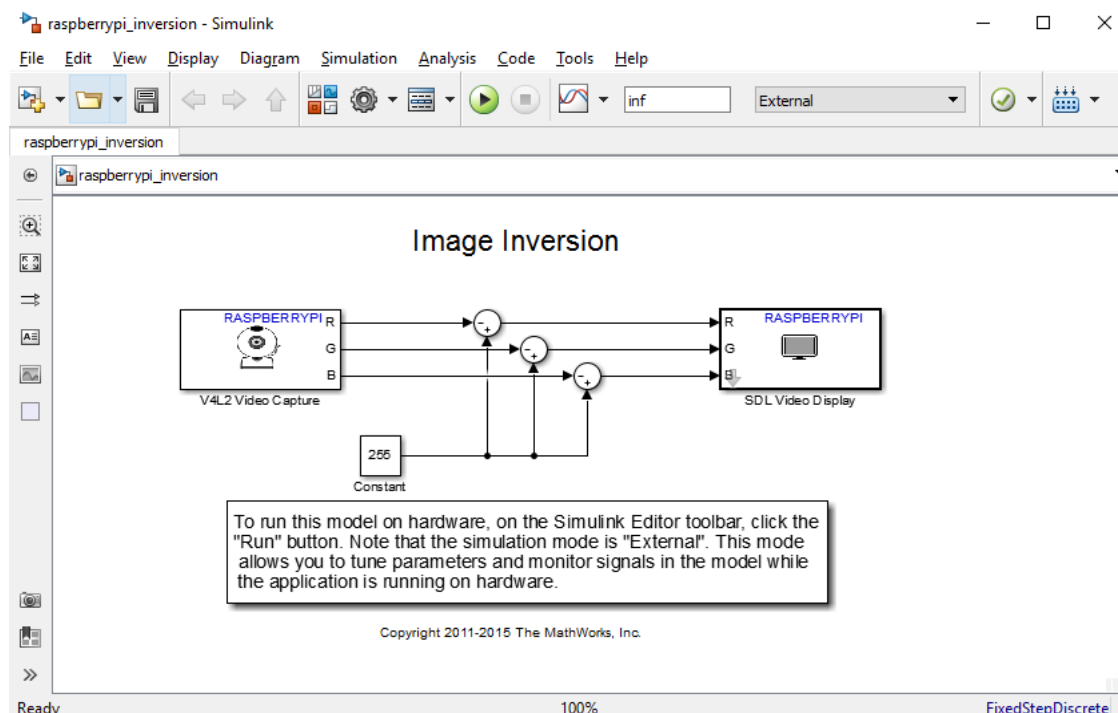 raspberrypi_inversion - Simulink
File Edit View Display Diagram Simulation Analysis Code Tools Help
inf External
raspberrypi_inversion
raspberrypi_inversion
Image Inversion
RASPBERRYPI R
G
B
V4L2 Video Capture
-
+
-
+
-
+
R RASPBERRYPI
G
B
SDL Video Display
255
Constant
To run this model on hardware, on the Simulink Editor toolbar, click the
"Run" button. Note that the simulation mode is "External". This mode
allows you to tune parameters and monitor signals in the model while
the application is running on hardware.
Copyright 2011-2015 The MathWorks, Inc.
Ready 100% FixedStepDiscrete